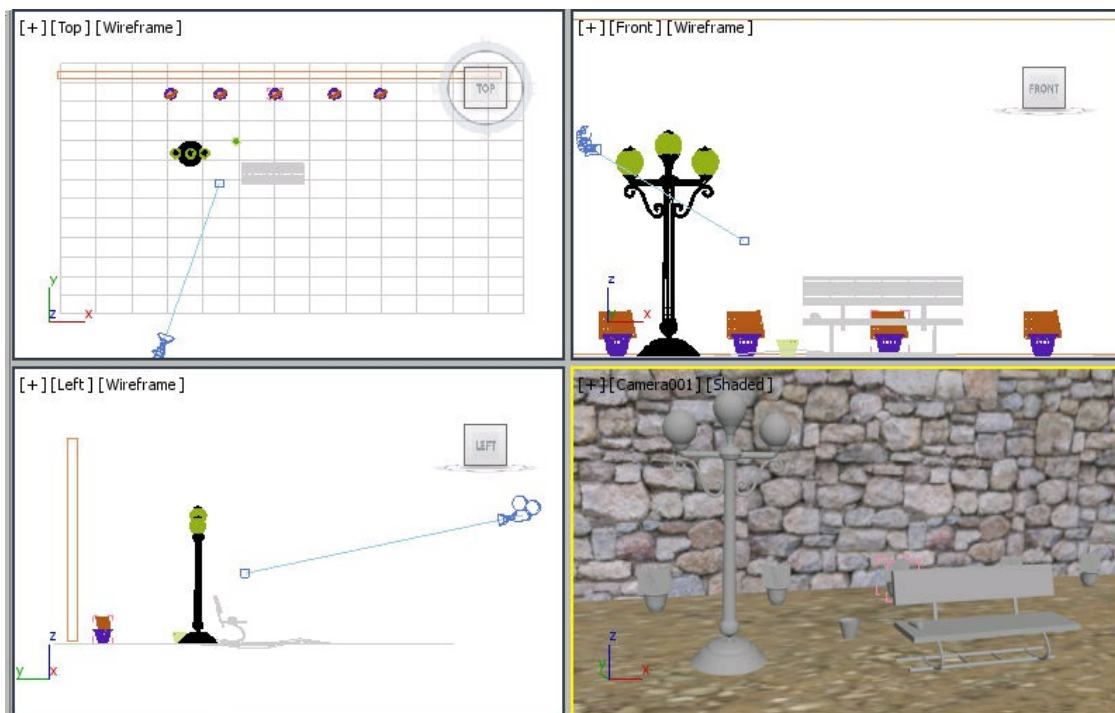 [+] [Top] [Wireframe]
TOP
y
z
x
[+] [Front] [Wireframe]
FRONT
z
x
[+] [Left] [Wireframe]
LEFT
z
y
x
[+] [Camera001] [Shaded]
z
y
x